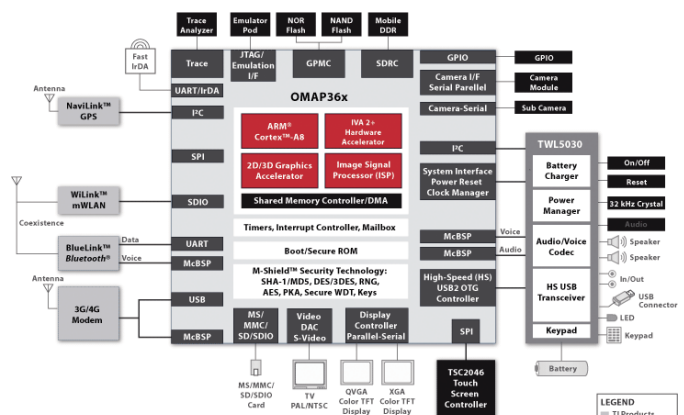 Trace
Analyzer
Emulator
Pod
NOR
Flash
NAND
Flash
Mobile
DDR
Fast
IrDA
Trace
JTAG/
Emulation
I/F
GPMC
SDRC
GPIO
GPIO
UART/IrDA
Camera I/F
Serial Parellel
Camera
Module
Antenna
NaviLink™
GPS
I²C
OMAP36x
Camera-Serial
Sub Camera
ARM®
Cortex™-A8
IVA 2+
Hardware
Accelerator
I²C
TWL5030
SPI
2D/3D Graphics
Accelerator
Image Signal
Processor (ISP)
System Interface
Power Reset
Clock Manager
Battery
Charger
On/Off
Reset
WiLink™
mWLAN
SDIO
Shared Memory Controller/DMA
Power
Manager
32 kHz Crystal
Coexistence
Timers, Interrupt Controller, Mailbox
Audio
BlueLink™
Bluetooth®
Data
Voice
UART
McBSP
Boot/Secure ROM
McBSP
McBSP
Voice
Audio
Audio/Voice
Codec
Speaker
Speaker
Antenna
M-Shield™ Security Technology:
SHA-1/MDS, DES/3DES, RNG,
AES, PKA, Secure WDT, Keys
High-Speed (HS)
USB2 OTG
Controller
HS USB
Transceiver
In/Out
USB
Connector
3G/4G
Modem
USB
McBSP
MS/
MMC/
SD/SDIO
Video
DAC
S-Video
Display
Controller
Parallel-Serial
SPI
LED
Keypad
Keypad
MS/MMC/
SD/SDIO
Card
TV
PAL/NTSC
QVGA
Color TFT
Display
XGA
Color TFT
Display
TSC2046
Touch
Screen
Controller
Battery
LEGEND
TI Products